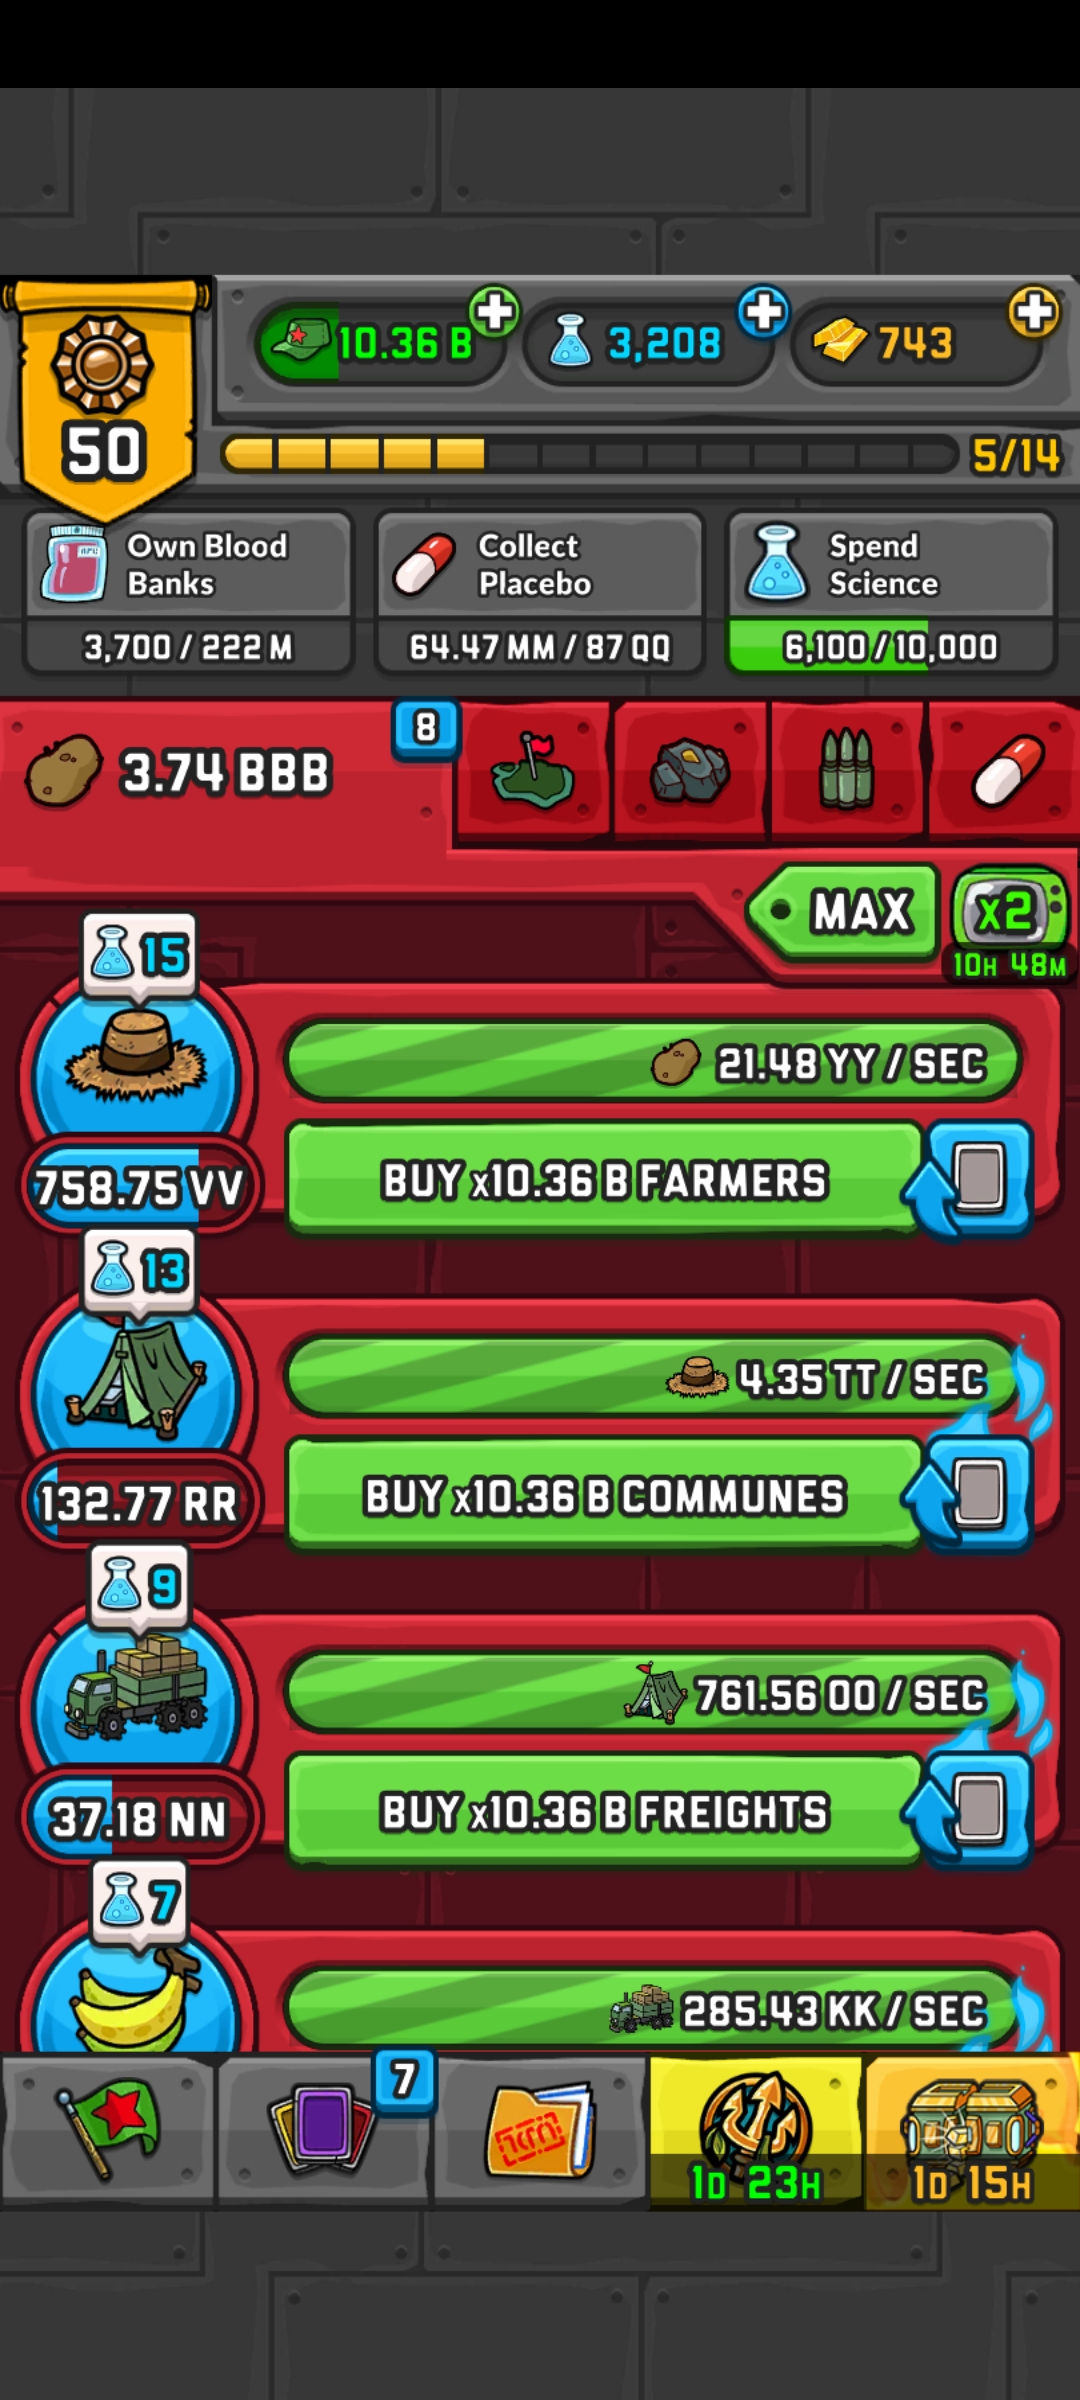 10.36 B
3,208
743
50
5/14
Own Blood
Banks
3,700 / 222 M
Collect
Placebo
64.47 MM / 87 QQ
Spend
Science
6,100 / 10,000
3.74 BBB
8
MAX
x2
10H 48M
15
21.48 YY / SEC
758.75 VV
BUY x10.36 B FARMERS
13
4.35 TT / SEC
132.77 RR
BUY x10.36 B COMMUNES
9
761.56 OO / SEC
37.18 NN
BUY x10.36 B FREIGHTS
7
285.43 KK / SEC
7
1D 23H
1D 15H